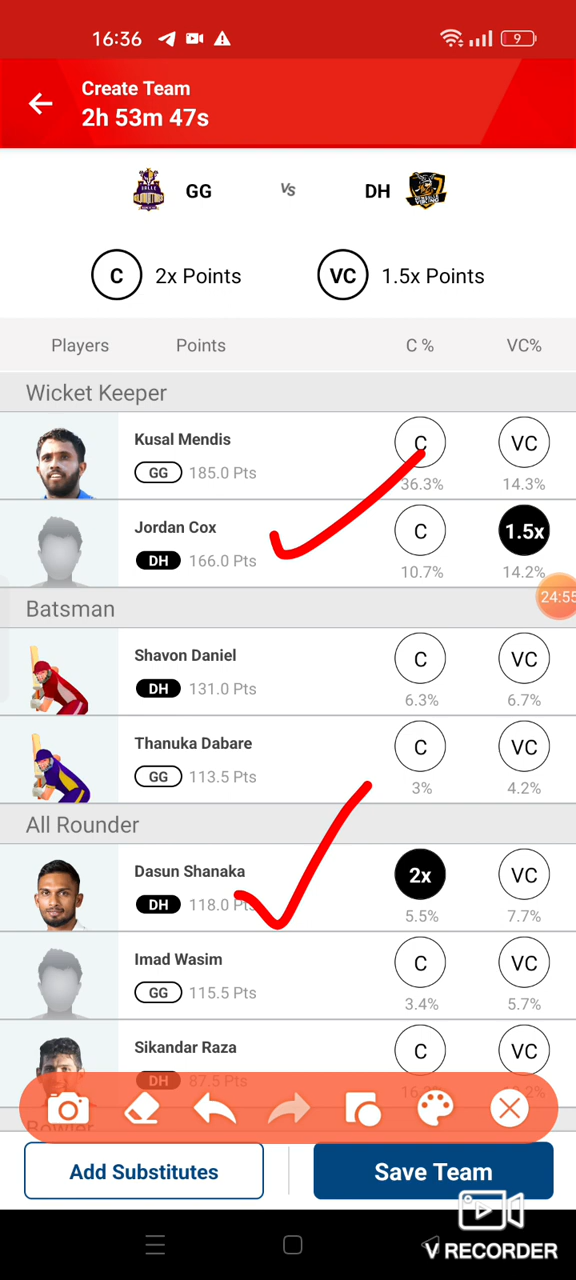 16:36
9
Create Team
2h 53m 47s
GG Vs DH
C 2x Points VC 1.5x Points
Players Points C % VC%
Wicket Keeper
Kusal Mendis C VC
GG 185.0 Pts 36.3% 14.3%
Jordan Cox C 1.5x
DH 166.0 Pts 10.7% 14.2%
24:55
Batsman
Shavon Daniel C VC
DH 131.0 Pts 6.3% 6.7%
Thanuka Dabare C VC
GG 113.5 Pts 3% 4.2%
All Rounder
Dasun Shanaka 2x VC
DH 118.0 Pts 5.5% 7.7%
Imad Wasim C VC
GG 115.5 Pts 3.4% 5.7%
Sikandar Raza C VC
DH 87.5 Pts
Bowler
Add Substitutes Save Team
V RECORDER